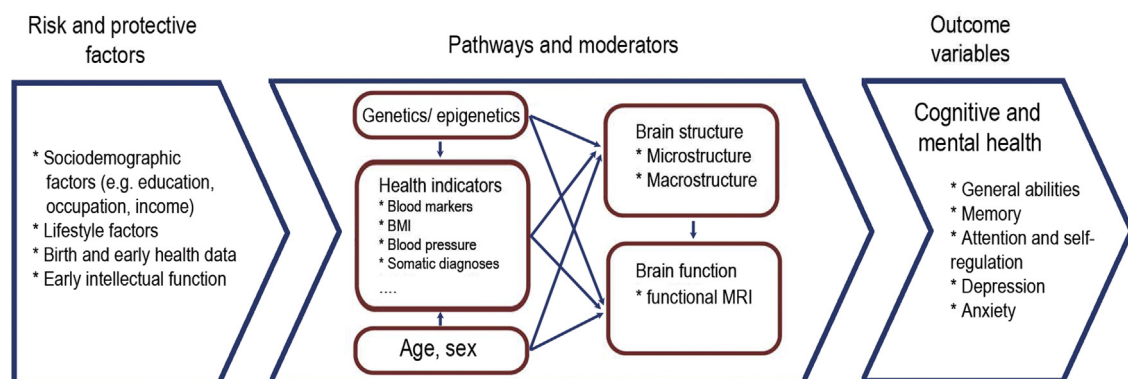 Risk and protective
factors
Pathways and moderators
Outcome
variables
* Sociodemographic
factors (e.g. education,
occupation, income)
* Lifestyle factors
* Birth and early health data
* Early intellectual function
Genetics/ epigenetics
Health indicators
* Blood markers
* BMI
* Blood pressure
* Somatic diagnoses
....
Age, sex
Brain structure
* Microstructure
* Macrostructure
Brain function
* functional MRI
Cognitive and
mental health
* General abilities
* Memory
* Attention and self-
regulation
* Depression
* Anxiety